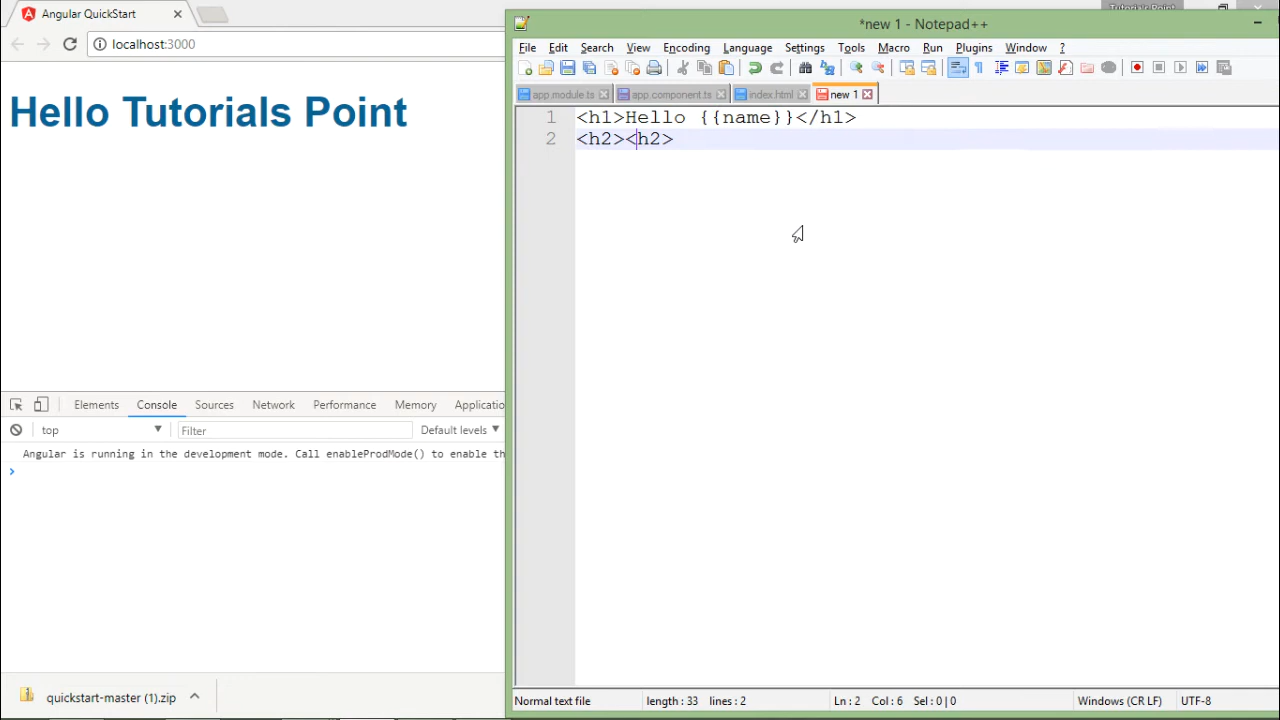 Angular QuickStart
localhost:3000
Hello Tutorials Point
Elements Console Sources Network Performance Memory Applicatio
top Filter Default levels
Angular is running in the development mode. Call enableProdMode() to enable th
quickstart-master (1).zip
Tutorials Point
*new 1 - Notepad++
File Edit Search View Encoding Language Settings Tools Macro Run Plugins Window ?
app.module.ts app.component.ts index.html new 1
1 <h1>Hello {{name}}</h1>
2 <h2><h2>
Normal text file length : 33 lines : 2 Ln : 2 Col : 6 Sel : 0 | 0 Windows (CR LF) UTF-8